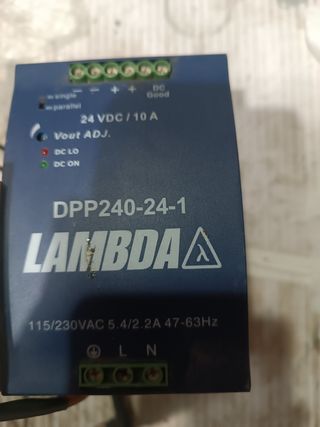 − − + + DC Good
single
parallel
24 VDC / 10 A
Vout ADJ.
DC LO
DC ON
DPP240-24-1
LAMBDA λ
115/230VAC 5.4/2.2A 47-63Hz
L N